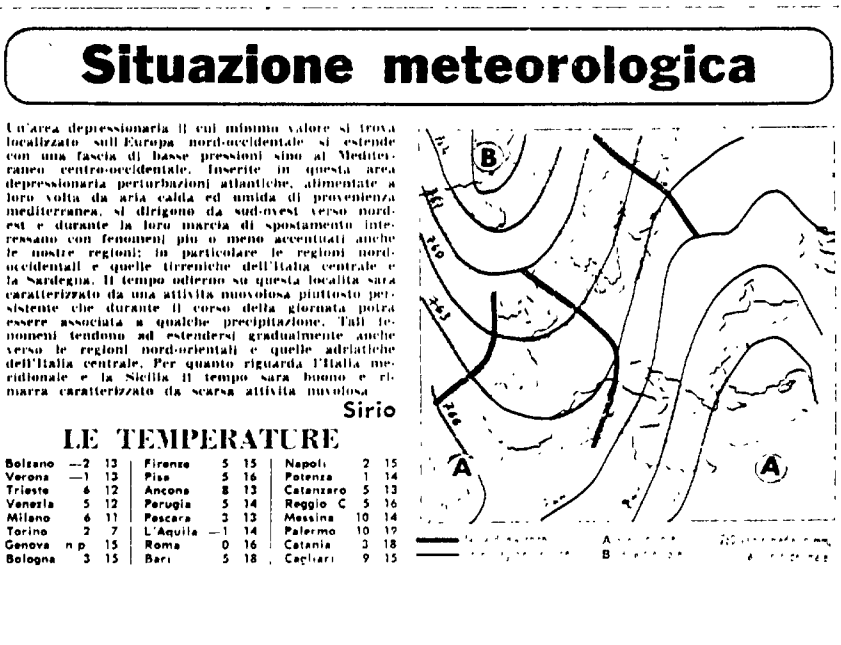 Situazione meteorologica
Un'area depressionaria il cui minimo valore si trova
localizzato sull'Europa nord-occidentale si estende
con una fascia di basse pressioni sino al Mediter-
raneo centro-occidentale. Inserite in questa area
depressionaria perturbazioni atlantiche, alimentate a
loro volta da aria calda ed umida di provenienza
mediterranea, si dirigono da sud-ovest verso nord-
est e durante la loro marcia di spostamento inte-
ressano con fenomeni più o meno accentuati anche
le nostre regioni: in particolare le regioni nord-
occidentali e quelle tirreniche dell'Italia centrale e
la Sardegna. Il tempo odierno su questa località sarà
caratterizzato da una attività nuvolosa piuttosto per-
sistente che durante il corso della giornata potrà
essere associata a qualche precipitazione. Tali fe-
nomeni tendono ad estendersi gradualmente anche
verso le regioni nord-orientali e quelle adriatiche
dell'Italia centrale. Per quanto riguarda l'Italia me-
ridionale e la Sicilia il tempo sarà buono e ri-
marrà caratterizzato da scarsa attività nuvolosa
Sirio
LE TEMPERATURE
Bolzano —2 13 Firenze 5 15 Napoli 2 15
Verona —1 13 Pisa 5 16 Potenza 1 14
Trieste 6 12 Ancona 8 13 Catanzaro 5 13
Venezia 5 12 Perugia 5 14 Reggio C 5 16
Milano 6 11 Pescara 3 13 Messina 10 14
Torino 2 7 L'Aquila —1 14 Palermo 10 19
Genova n p 15 Roma 0 16 Catania 3 18
Bologna 3 15 Bari 5 18 Cagliari 9 15
B
760
763
766
A
A
A
B